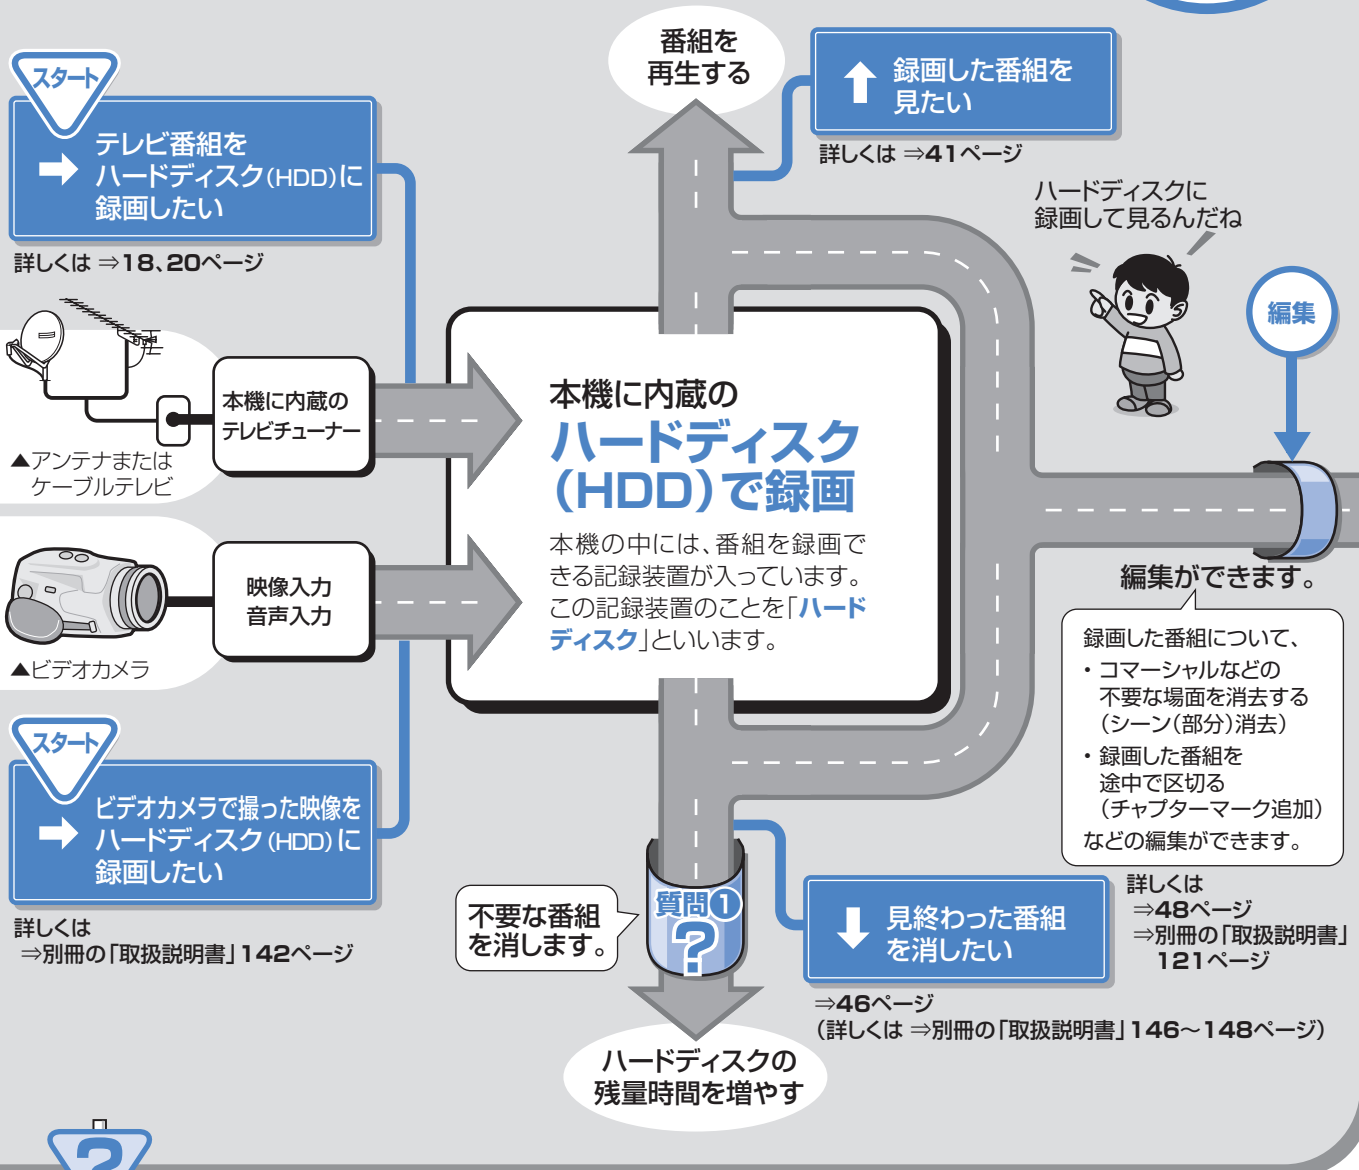 スタート
テレビ番組を
ハードディスク(HDD)に
録画したい
詳しくは ⇒18、20ページ
▲アンテナまたは
ケーブルテレビ
本機に内蔵の
テレビチューナー
▲ビデオカメラ
映像入力
音声入力
スタート
ビデオカメラで撮った映像を
ハードディスク(HDD)に
録画したい
詳しくは
⇒別冊の「取扱説明書」142ページ
番組を
再生する
録画した番組を
見たい
詳しくは ⇒41ページ
ハードディスクに
録画して見るんだね
本機に内蔵の
ハードディスク
(HDD)で録画
本機の中には、番組を録画で
きる記録装置が入っています。
この記録装置のことを「ハード
ディスク」といいます。
編集
編集ができます。
録画した番組について、
・コマーシャルなどの
不要な場面を消去する
(シーン(部分)消去)
・録画した番組を
途中で区切る
(チャプターマーク追加)
などの編集ができます。
詳しくは
⇒48ページ
⇒別冊の「取扱説明書」
121ページ
不要な番組
を消します。
質問①
?
見終わった番組
を消したい
⇒46ページ
(詳しくは ⇒別冊の「取扱説明書」146～148ページ)
ハードディスクの
残量時間を増やす
?